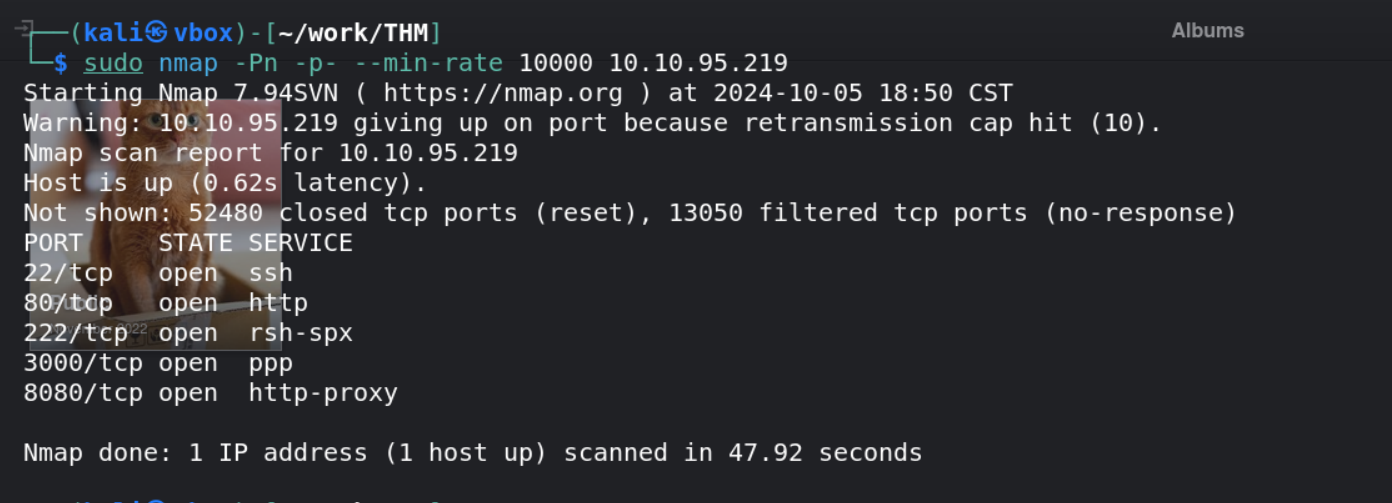 Albums
┌──(kali㉿vbox)-[~/work/THM]
└─$ sudo nmap -Pn -p- --min-rate 10000 10.10.95.219
Starting Nmap 7.94SVN ( https://nmap.org ) at 2024-10-05 18:50 CST
Warning: 10.10.95.219 giving up on port because retransmission cap hit (10).
Nmap scan report for 10.10.95.219
Host is up (0.62s latency).
Not shown: 52480 closed tcp ports (reset), 13050 filtered tcp ports (no-response)
PORT     STATE SERVICE
22/tcp   open  ssh
80/tcp   open  http
Public
222/tcp  open  rsh-spx
November 2022
3000/tcp open  ppp
8080/tcp open  http-proxy
Nmap done: 1 IP address (1 host up) scanned in 47.92 seconds